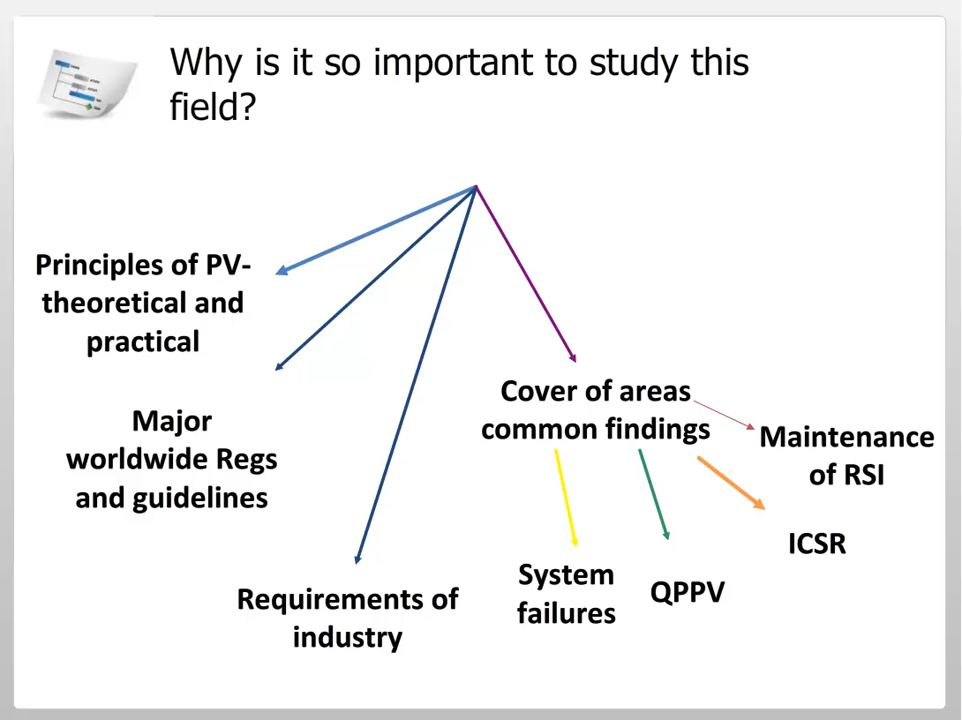 Why is it so important to study this
field?
Principles of PV-
theoretical and
practical
Major
worldwide Regs
and guidelines
Requirements of
industry
Cover of areas
common findings
Maintenance
of RSI
ICSR
QPPV
System
failures